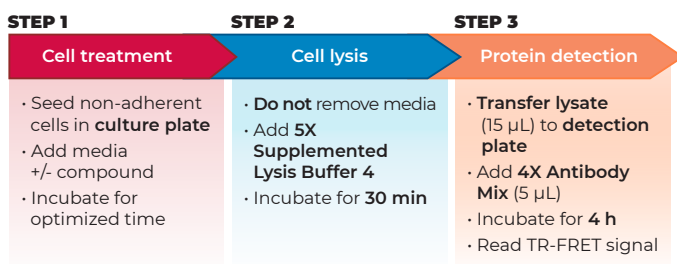 STEP 1
Cell treatment
· Seed non-adherent
cells in culture plate
· Add media
+/- compound
· Incubate for
optimized time
STEP 2
Cell lysis
· Do not remove media
· Add 5X
Supplemented
Lysis Buffer 4
· Incubate for 30 min
STEP 3
Protein detection
· Transfer lysate
(15 µL) to detection
plate
· Add 4X Antibody
Mix (5 µL)
· Incubate for 4 h
· Read TR-FRET signal